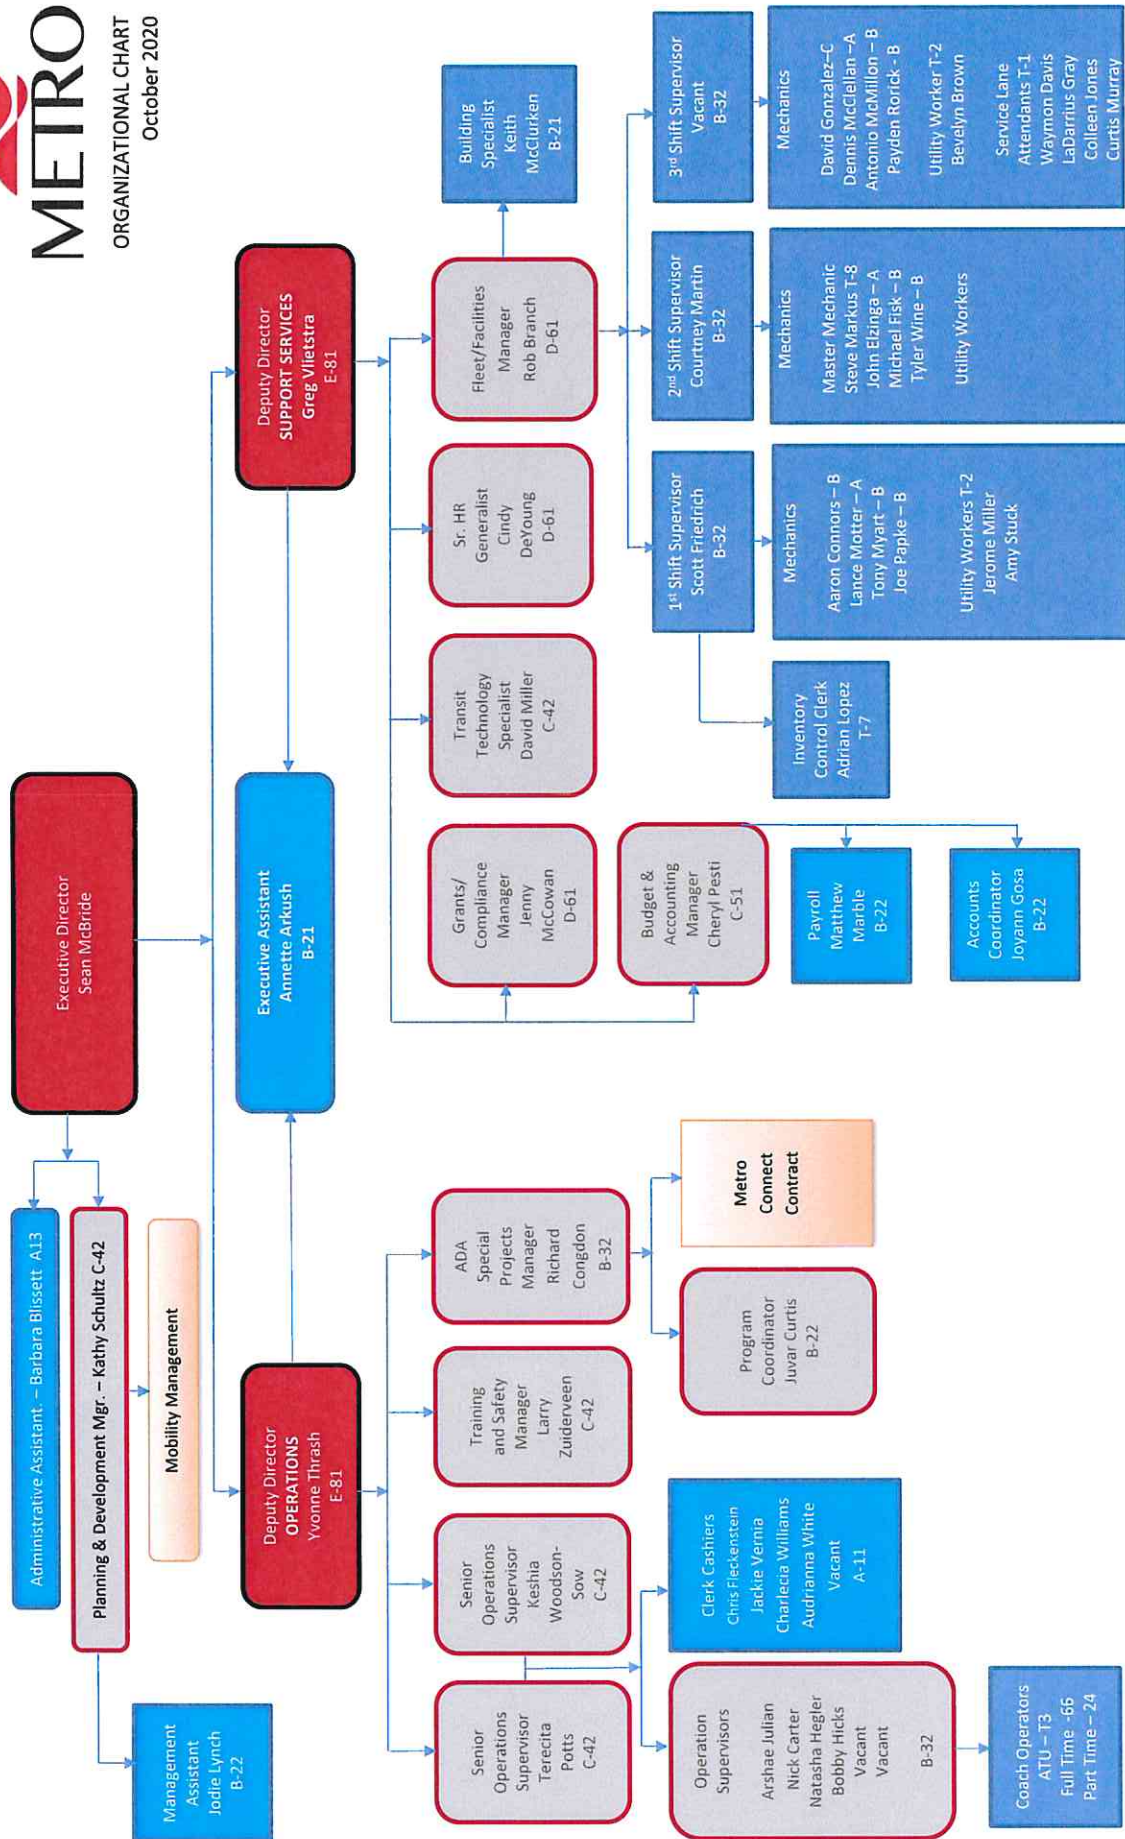 METRO
ORGANIZATIONAL CHART
October 2020
Executive Director
Sean McBride
Administrative Assistant. – Barbara Blissett A13
Planning & Development Mgr. – Kathy Schultz C-42
Mobility Management
Management
Assistant
Jodie Lynch
B-22
Deputy Director
OPERATIONS
Yvonne Thrash
E-81
Executive Assistant
Annette Arkush
B-21
Deputy Director
SUPPORT SERVICES
Greg Vlietstra
E-81
Senior
Operations
Supervisor
Terecita
Potts
C-42
Senior
Operations
Supervisor
Keshia
Woodson-
Sow
C-42
Training
and Safety
Manager
Larry
Zuiderveen
C-42
ADA
Special
Projects
Manager
Richard
Congdon
B-32
Operation
Supervisors
Arshae Julian
Nick Carter
Natasha Hegler
Bobby Hicks
Vacant
Vacant
B-32
Clerk Cashiers
Chris Fleckenstein
Jackie Vernia
Charlecia Williams
Audrianna White
Vacant
A-11
Program
Coordinator
Juvar Curtis
B-22
Metro
Connect
Contract
Coach Operators
ATU – T3
Full Time -66
Part Time – 24
Grants/
Compliance
Manager
Jenny
McCowan
D-61
Transit
Technology
Specialist
David Miller
C-42
Sr. HR
Generalist
Cindy
DeYoung
D-61
Fleet/Facilities
Manager
Rob Branch
D-61
Building
Specialist
Keith
McClurken
B-21
Budget &
Accounting
Manager
Cheryl Pesti
C-51
Payroll
Matthew
Marble
B-22
Accounts
Coordinator
Joyann Gosa
B-22
1st Shift Supervisor
Scott Friedrich
B-32
2nd Shift Supervisor
Courtney Martin
B-32
3rd Shift Supervisor
Vacant
B-32
Inventory
Control Clerk
Adrian Lopez
T-7
Mechanics
Aaron Connors – B
Lance Motter – A
Tony Myart – B
Joe Papke – B
Utility Workers T-2
Jerome Miller
Amy Stuck
Mechanics
Master Mechanic
Steve Markus T-8
John Elzinga – A
Michael Fisk – B
Tyler Wine – B
Utility Workers
Mechanics
David Gonzalez–C
Dennis McClellan –A
Antonio McMillon – B
Payden Rorick - B
Utility Worker T-2
Bevelyn Brown
Service Lane
Attendants T-1
Waymon Davis
LaDarrius Gray
Colleen Jones
Curtis Murray